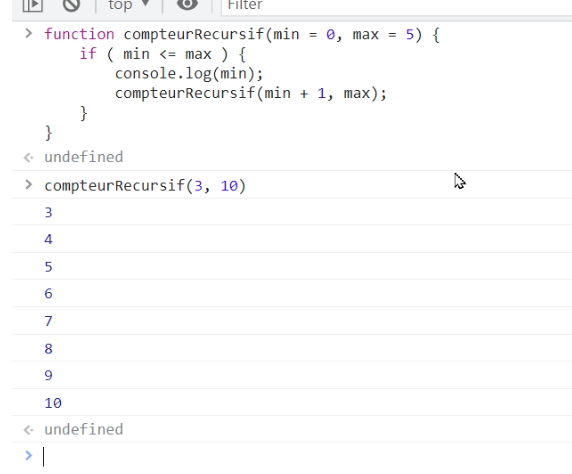 top Filter
> function compteurRecursif(min = 0, max = 5) {
if ( min <= max ) {
console.log(min);
compteurRecursif(min + 1, max);
}
}
undefined
> compteurRecursif(3, 10)
3
4
5
6
7
8
9
10
undefined
>